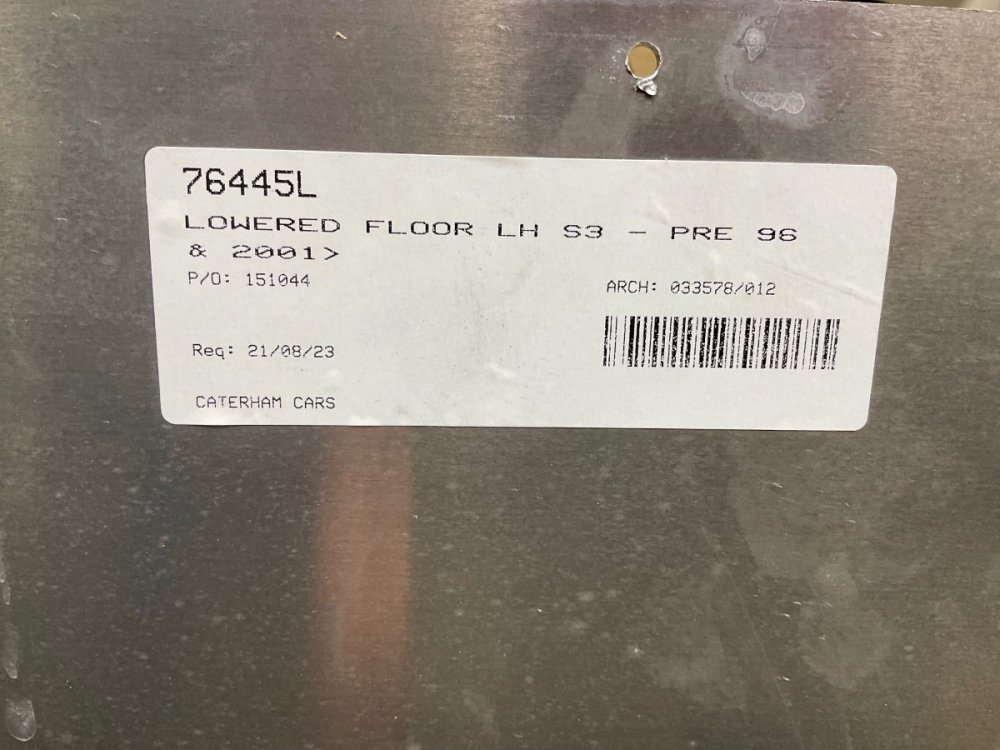 76445L
LOWERED FLOOR LH S3 - PRE 96
& 2001>
P/O: 151044
ARCH: 033578/012
Req: 21/08/23
CATERHAM CARS